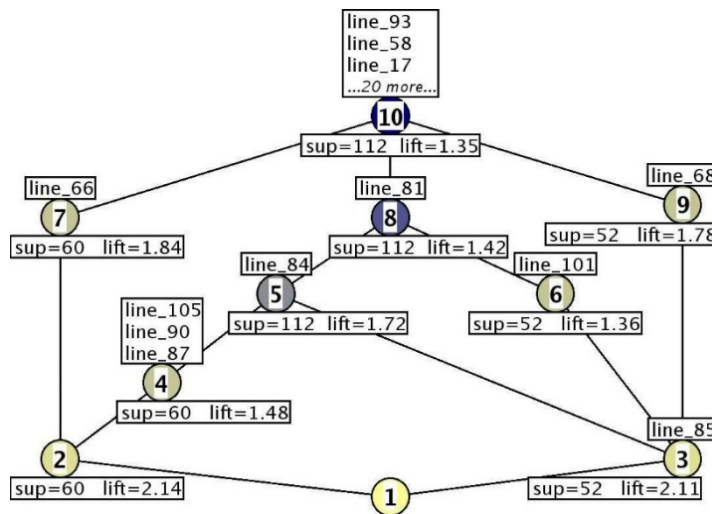 line_93
line_58
line_17
...20 more...
10
sup=112 lift=1.35
line_66
7
sup=60 lift=1.84
line_81
8
sup=112 lift=1.42
line_68
9
sup=52 lift=1.78
line_84
5
sup=112 lift=1.72
line_101
6
sup=52 lift=1.36
line_105
line_90
line_87
4
sup=60 lift=1.48
2
sup=60 lift=2.14
1
line_85
3
sup=52 lift=2.11